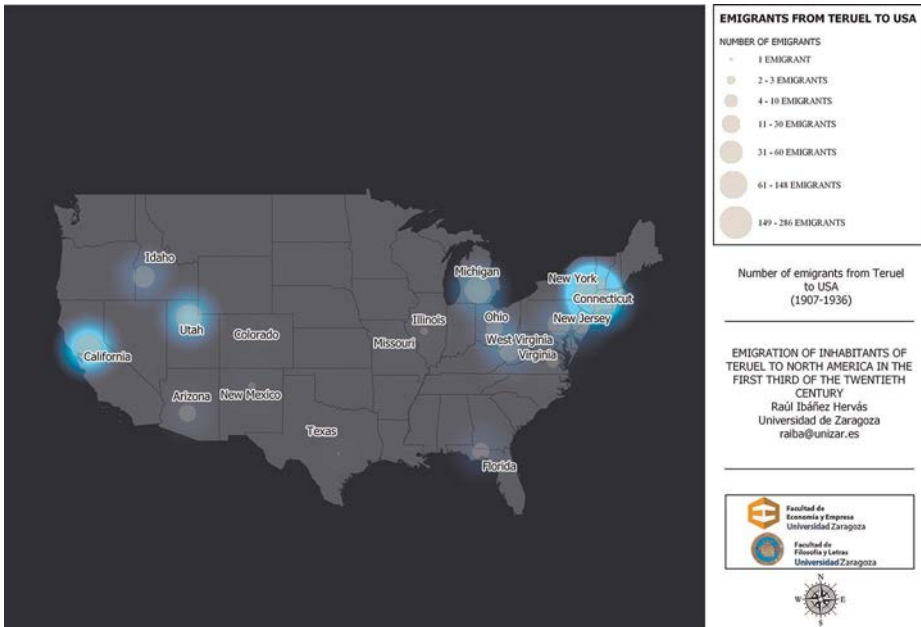 Idaho
Michigan
New York
Connecticut
Utah
Colorado
Illinois
Ohio
New Jersey
Missouri
West Virginia
Virginia
California
Arizona
New Mexico
Texas
Florida
EMIGRANTS FROM TERUEL TO USA
NUMBER OF EMIGRANTS
1 EMIGRANT
2 - 3 EMIGRANTS
4 - 10 EMIGRANTS
11 - 30 EMIGRANTS
31 - 60 EMIGRANTS
61 - 148 EMIGRANTS
149 - 286 EMIGRANTS
Number of emigrants from Teruel
to USA
(1907-1936)
EMIGRATION OF INHABITANTS OF
TERUEL TO NORTH AMERICA IN THE
FIRST THIRD OF THE TWENTIETH
CENTURY
Raúl Ibáñez Hervás
Universidad de Zaragoza
raiba@unizar.es
Facultad de
Economía y Empresa
Universidad Zaragoza
Facultad de
Filosofía y Letras
Universidad Zaragoza
N
W E
S